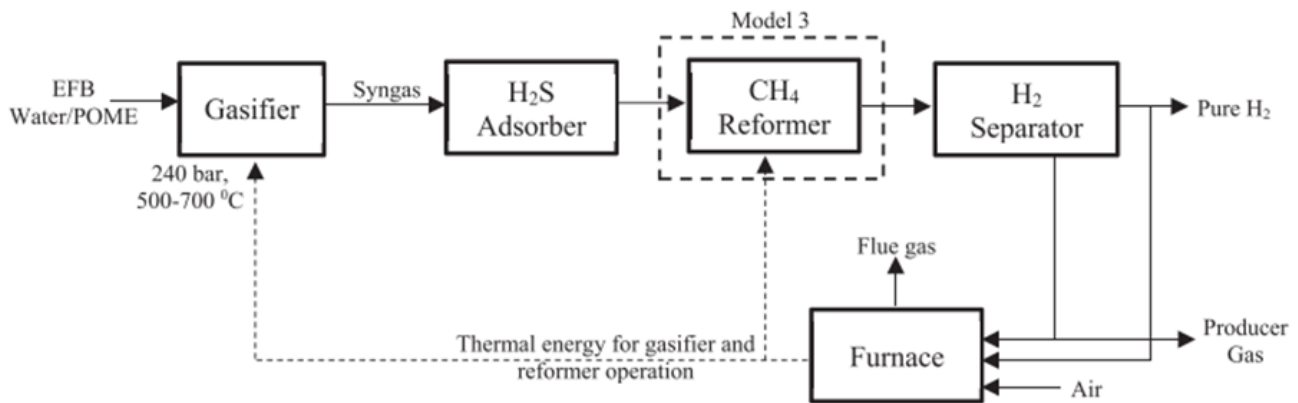 Model 3
EFB
Water/POME
Gasifier
Syngas
H₂S
Adsorber
CH₄
Reformer
H₂
Separator
Pure H₂
240 bar,
500-700 ⁰C
Flue gas
Thermal energy for gasifier and
reformer operation
Furnace
Producer
Gas
Air